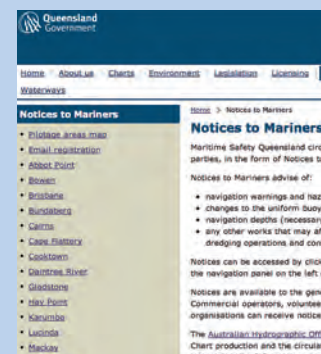 Queensland
Government
Home About us Charts Environment Legislation Licensing
Waterways
Notices to Mariners
• Pilotage areas map
• Email registration
• Abbot Point
• Bowen
• Brisbane
• Bundaberg
• Cairns
• Cape Flattery
• Cooktown
• Daintree River
• Gladstone
• Hay Point
• Karumba
• Lucinda
• Mackay
Home > Notices to Mariners
Notices to Mariners
Maritime Safety Queensland circ
parties, in the form of Notices t
Notices to Mariners advise of:
• navigation warnings and haz
• changes to the uniform buoy
• navigation depths (necessar
• any other works that may af
dredging operations and con
Notices can be accessed by click
the navigation panel on the left
Notices are available to the gen
Commercial operators, voluntee
organisations can receive notice
The Australian Hydrographic Off
Chart production and the circula